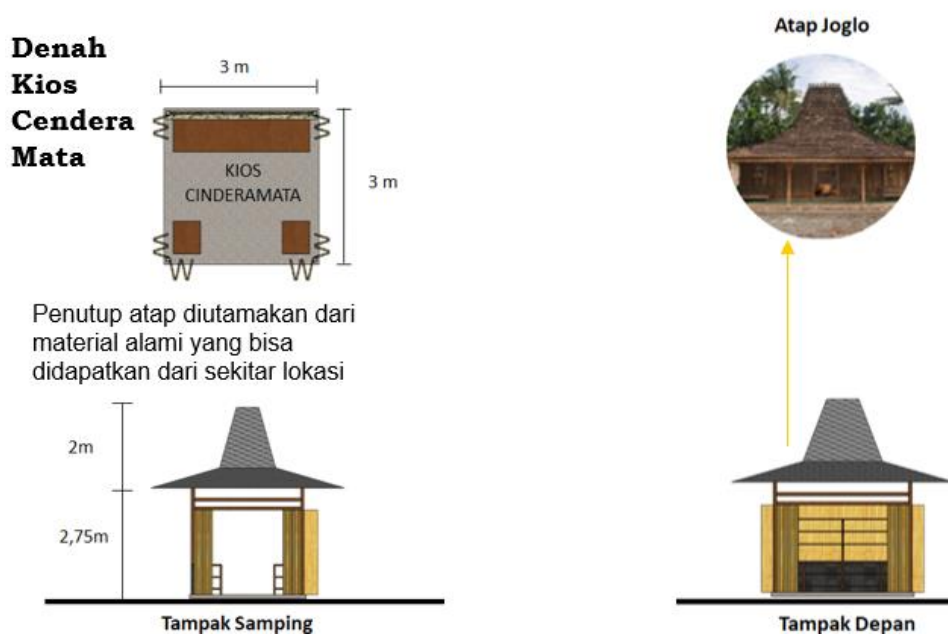 Denah
Kios
Cendera
Mata
3 m
KIOS
CINDERAMATA
3 m
Atap Joglo
Penutup atap diutamakan dari
material alami yang bisa
didapatkan dari sekitar lokasi
2m
2,75m
Tampak Samping
Tampak Depan